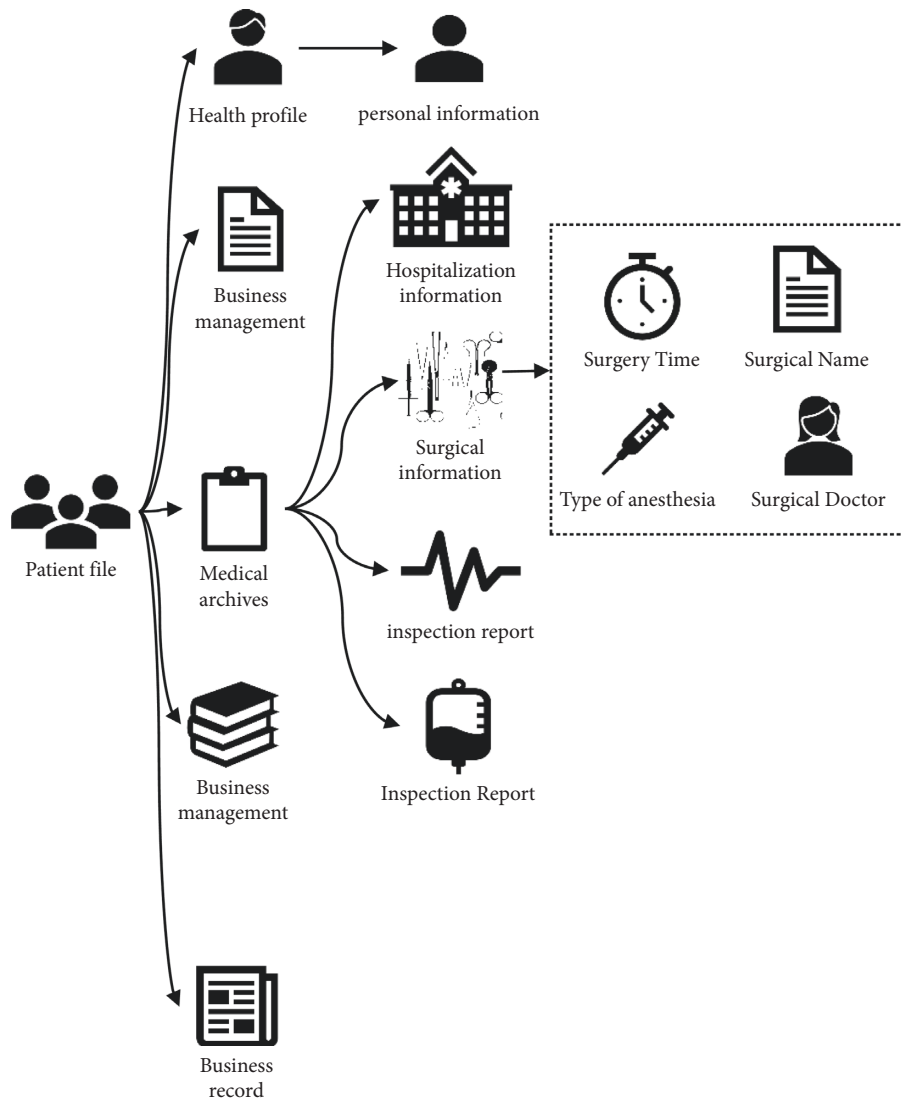 Health profile
personal information
Business
management
Hospitalization
information
Surgery Time
Surgical Name
Surgical
information
Type of anesthesia
Surgical Doctor
Patient file
Medical
archives
inspection report
Business
management
Inspection Report
Business
record